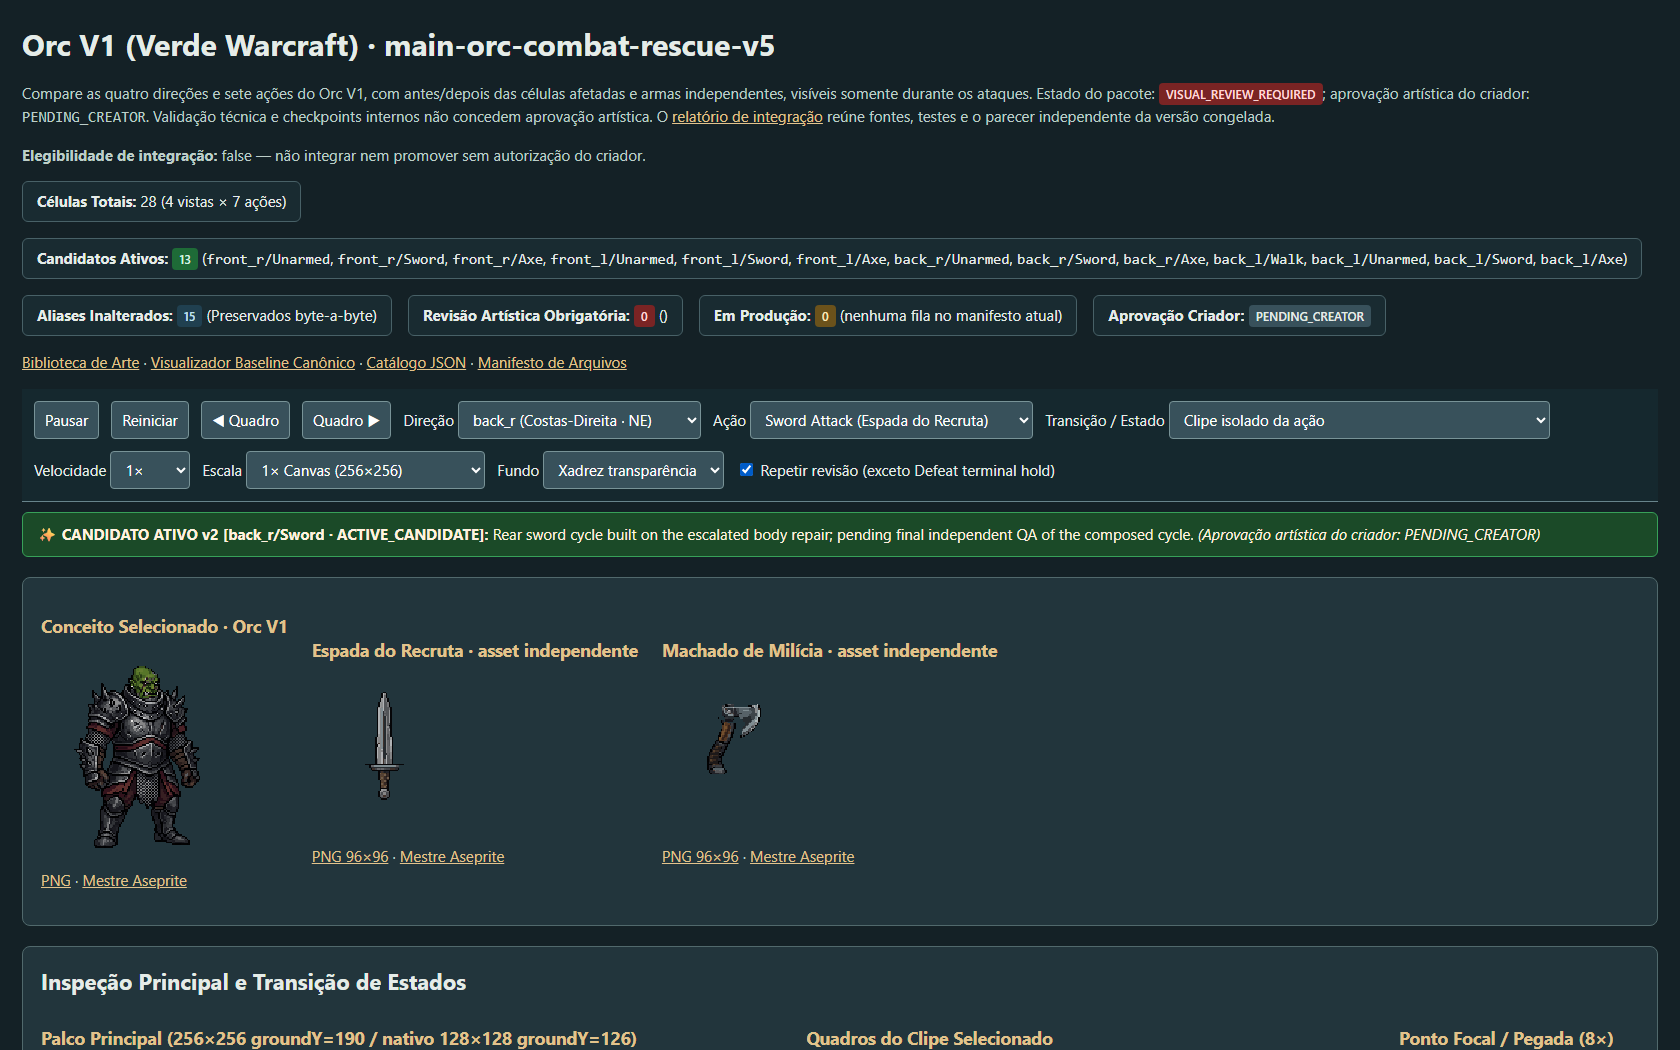 Orc V1 (Verde Warcraft) · main-orc-combat-rescue-v5
Compare as quatro direções e sete ações do Orc V1, com antes/depois das células afetadas e armas independentes, visíveis somente durante os ataques. Estado do pacote: VISUAL_REVIEW_REQUIRED; aprovação artística do criador:
PENDING_CREATOR. Validação técnica e checkpoints internos não concedem aprovação artística. O relatório de integração reúne fontes, testes e o parecer independente da versão congelada.
Elegibilidade de integração: false — não integrar nem promover sem autorização do criador.
Células Totais: 28 (4 vistas × 7 ações)
Candidatos Ativos: 13 (front_r/Unarmed, front_r/Sword, front_r/Axe, front_l/Unarmed, front_l/Sword, front_l/Axe, back_r/Unarmed, back_r/Sword, back_r/Axe, back_l/Walk, back_l/Unarmed, back_l/Sword, back_l/Axe)
Aliases Inalterados: 15 (Preservados byte-a-byte) Revisão Artística Obrigatória: 0 () Em Produção: 0 (nenhuma fila no manifesto atual) Aprovação Criador: PENDING_CREATOR
Biblioteca de Arte · Visualizador Baseline Canônico · Catálogo JSON · Manifesto de Arquivos
Pausar Reiniciar ◀ Quadro Quadro ▶ Direção back_r (Costas-Direita · NE) Ação Sword Attack (Espada do Recruta) Transição / Estado Clipe isolado da ação
Velocidade 1× Escala 1× Canvas (256×256) Fundo Xadrez transparência Repetir revisão (exceto Defeat terminal hold)
✨ CANDIDATO ATIVO v2 [back_r/Sword · ACTIVE_CANDIDATE]: Rear sword cycle built on the escalated body repair; pending final independent QA of the composed cycle. (Aprovação artística do criador: PENDING_CREATOR)
Conceito Selecionado · Orc V1
Espada do Recruta · asset independente Machado de Milícia · asset independente
PNG 96×96 · Mestre Aseprite PNG 96×96 · Mestre Aseprite
PNG · Mestre Aseprite
Inspeção Principal e Transição de Estados
Palco Principal (256×256 groundY=190 / nativo 128×128 groundY=126) Quadros do Clipe Selecionado Ponto Focal / Pegada (8×)